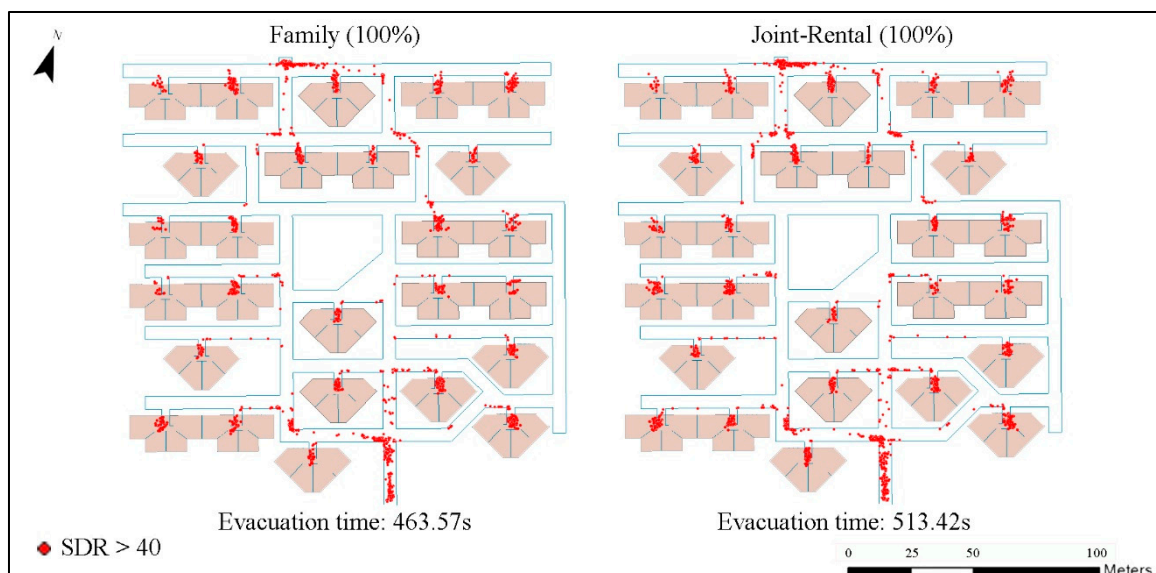 N
Family (100%)
Joint-Rental (100%)
Evacuation time: 463.57s
Evacuation time: 513.42s
SDR > 40
0 25 50 100
Meters